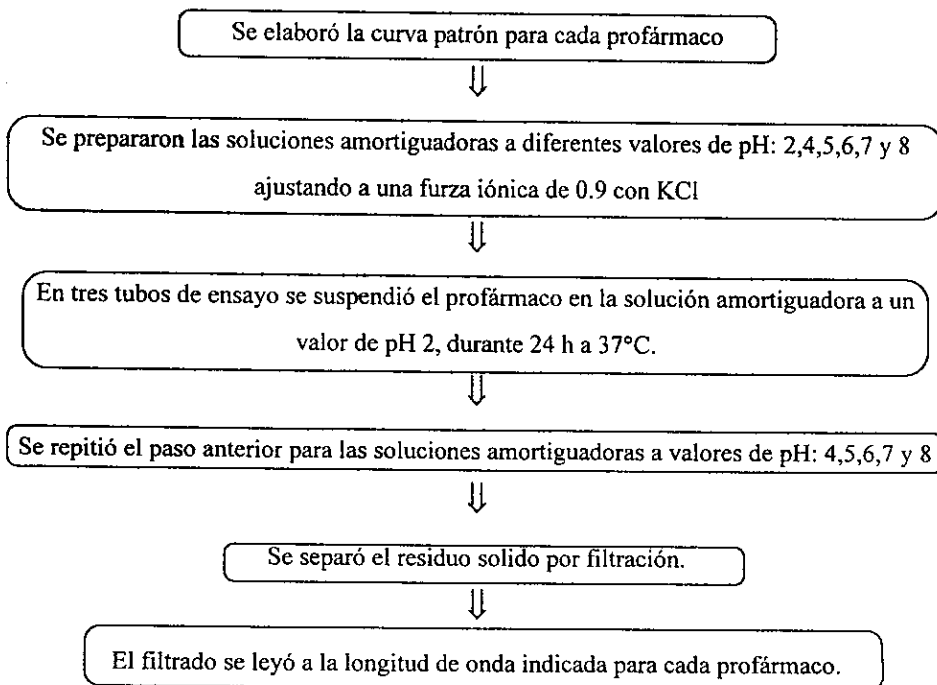 Se elaboró la curva patrón para cada profármaco
⇓
Se prepararon las soluciones amortiguadoras a diferentes valores de pH: 2,4,5,6,7 y 8
ajustando a una furza iónica de 0.9 con KCl
⇓
En tres tubos de ensayo se suspendió el profármaco en la solución amortiguadora a un
valor de pH 2, durante 24 h a 37°C.
⇓
Se repitió el paso anterior para las soluciones amortiguadoras a valores de pH: 4,5,6,7 y 8
⇓
Se separó el residuo solido por filtración.
⇓
El filtrado se leyó a la longitud de onda indicada para cada profármaco.